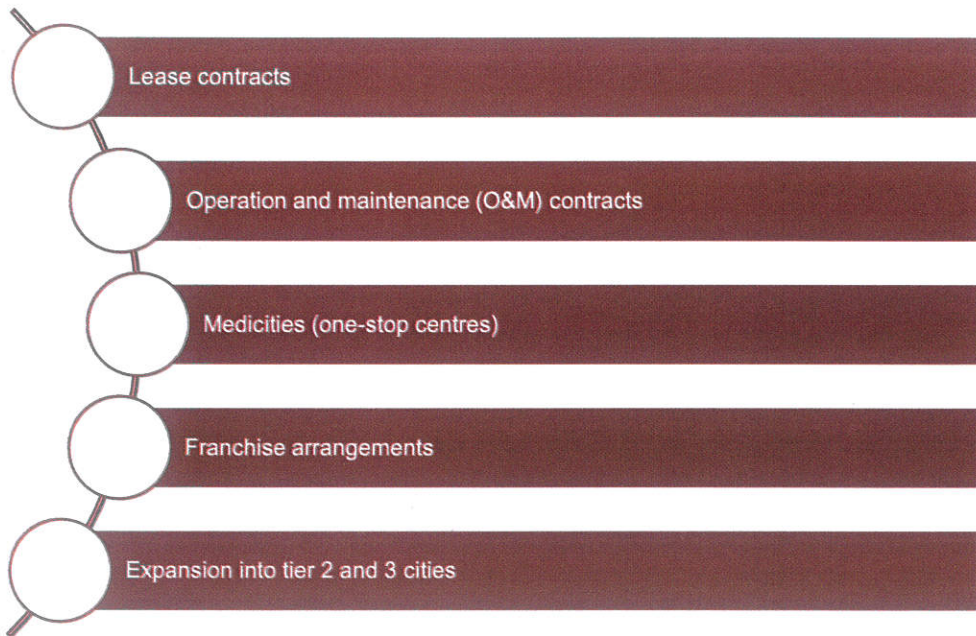 Lease contracts
Operation and maintenance (O&M) contracts
Medicities (one-stop centres)
Franchise arrangements
Expansion into tier 2 and 3 cities